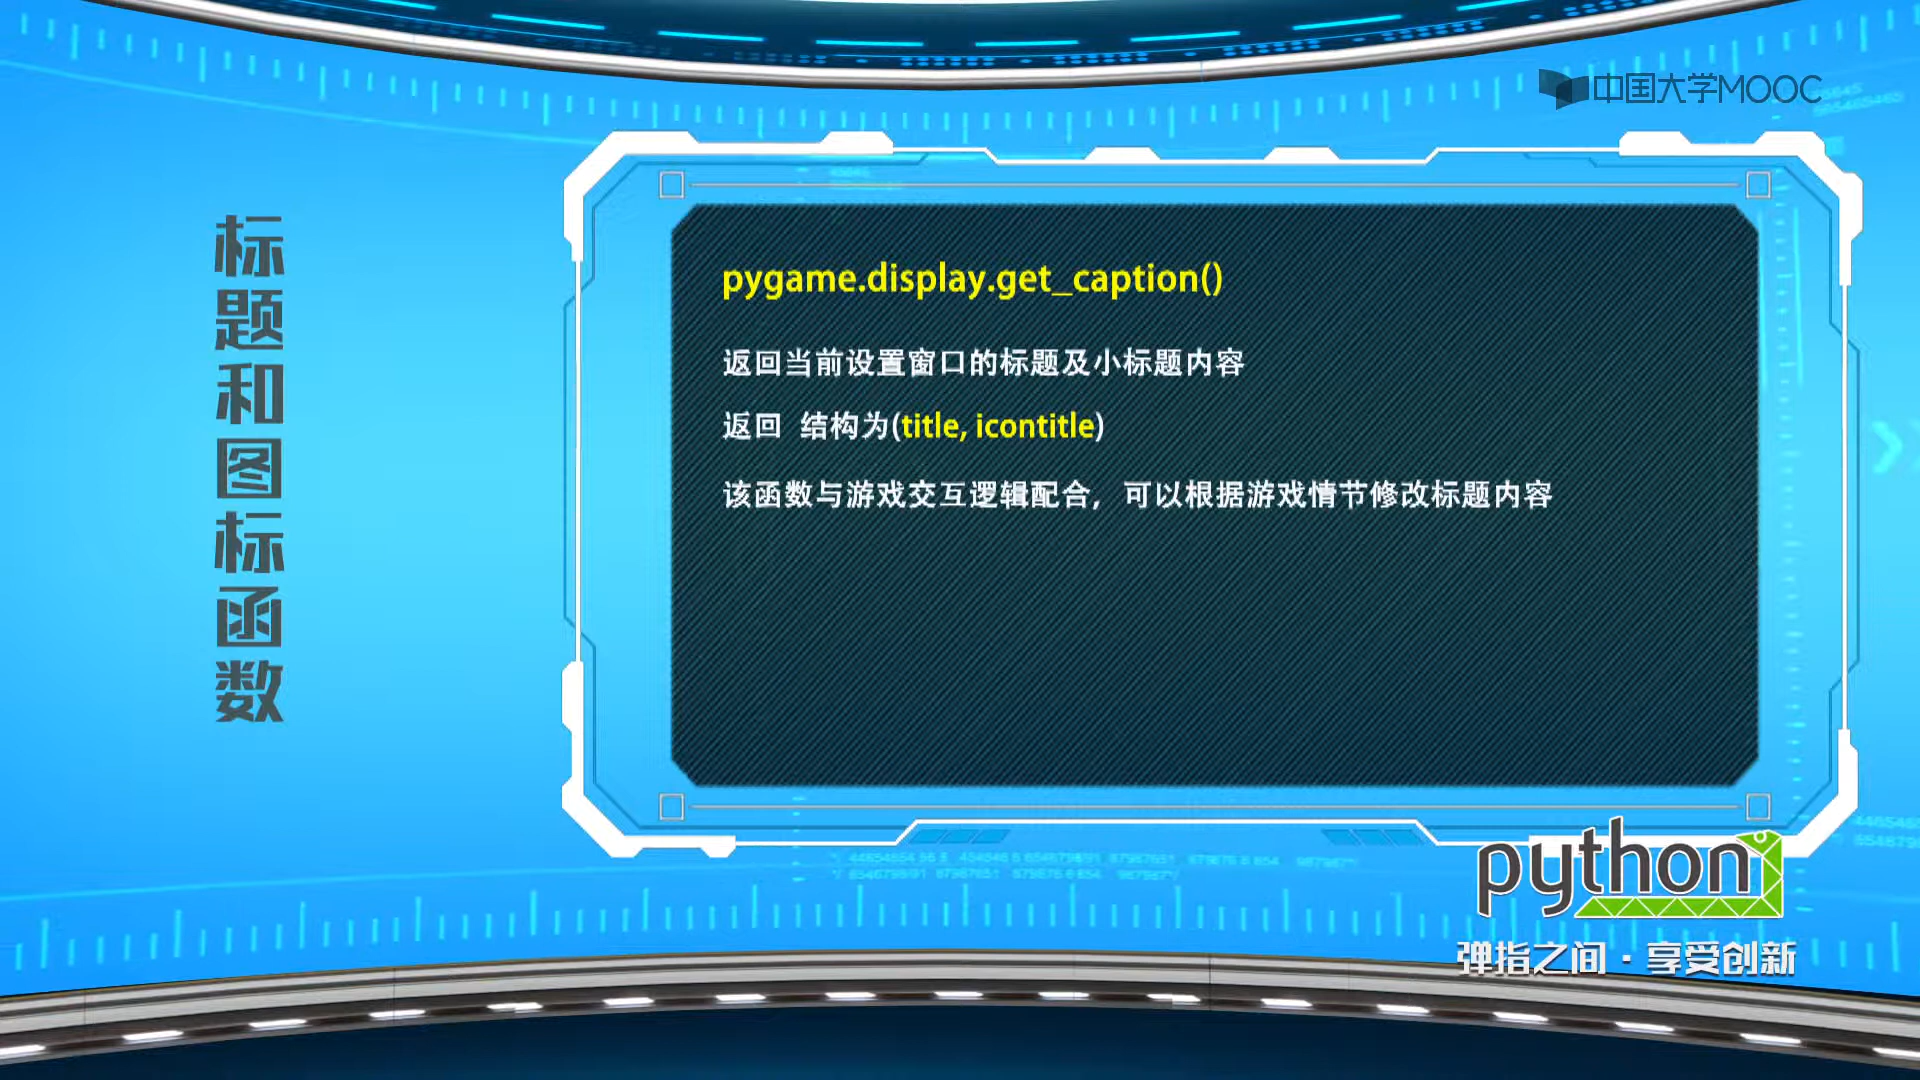 中国大学MOOC
标题和图标函数
pygame.display.get_caption()
返回当前设置窗口的标题及小标题内容
返回 结构为(title, icontitle)
该函数与游戏交互逻辑配合，可以根据游戏情节修改标题内容
python
弹指之间·享受创新